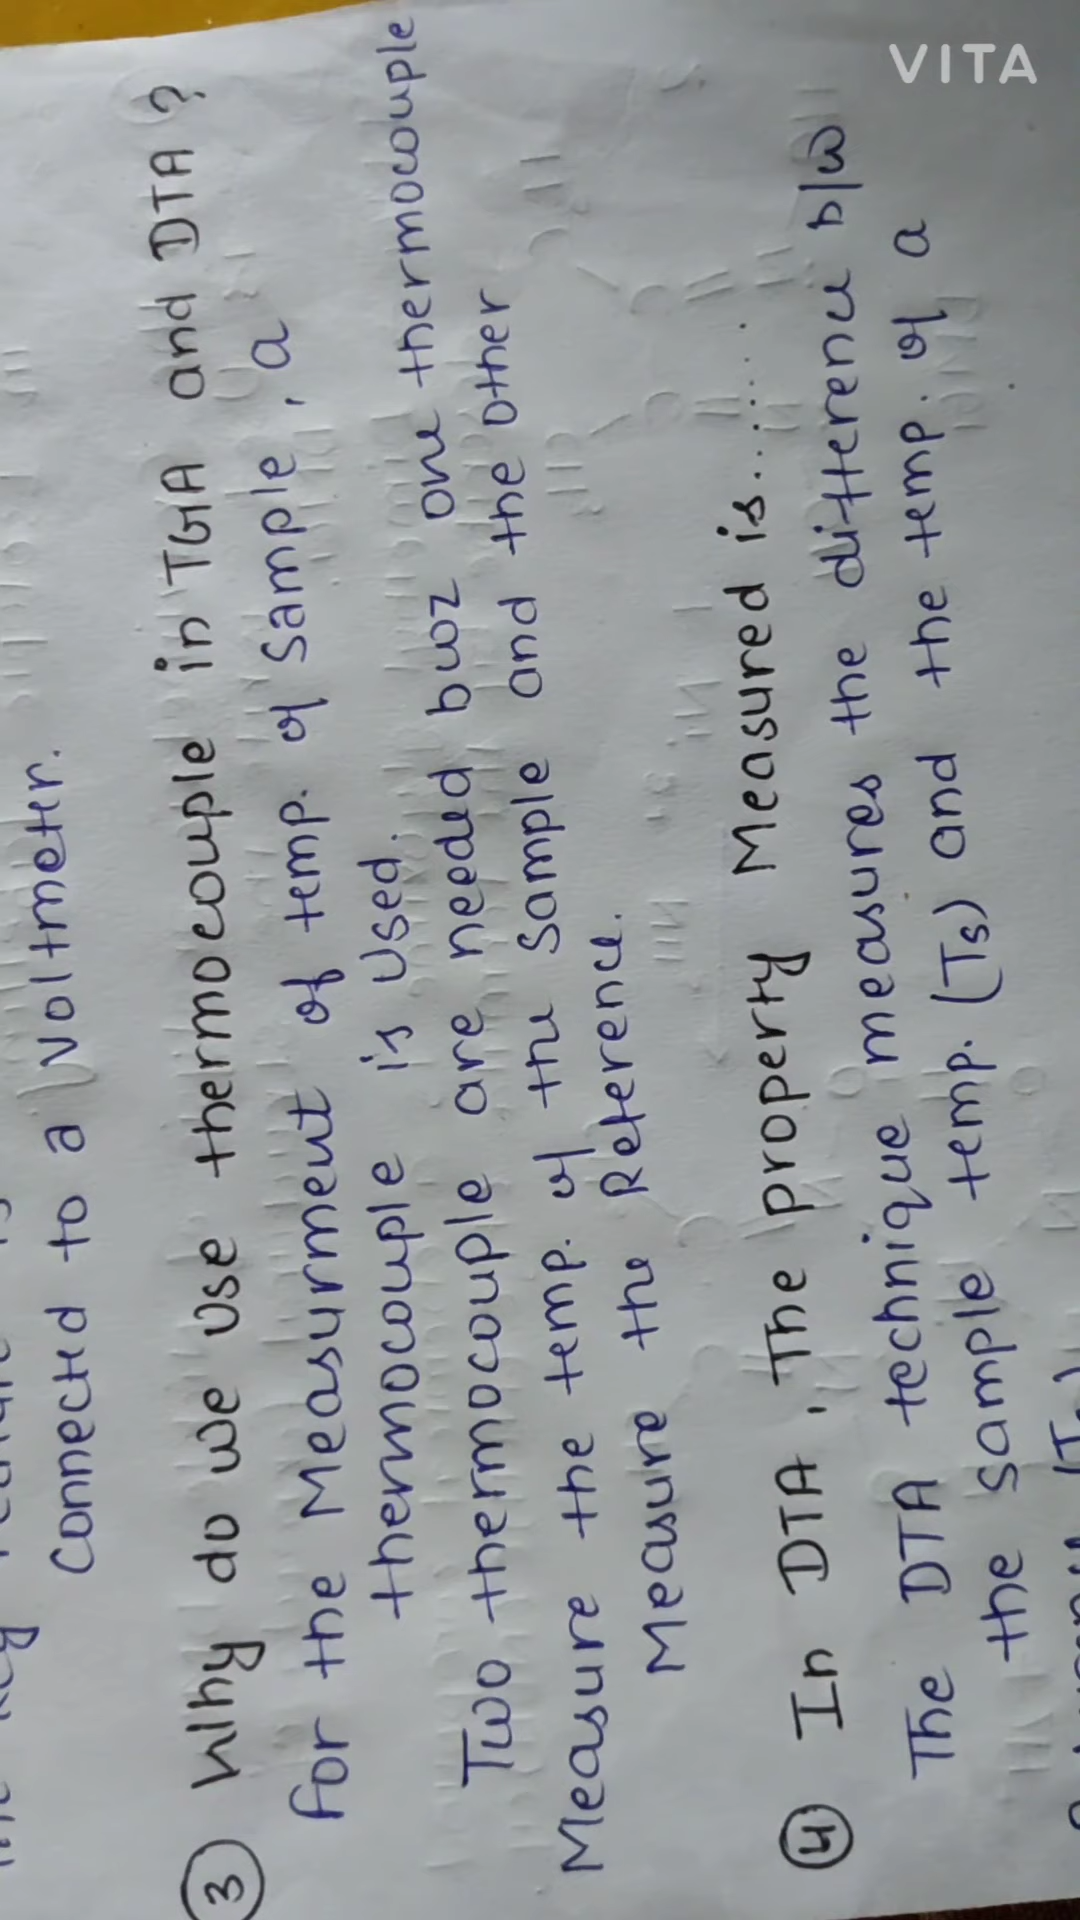 VITA
Connected to a Voltmeter.
3 Why do we use thermocouple in TGA and DTA?
For the Measurment of temp. of Sample, a
thermocouple is Used.
Two thermocouple are needed bcoz one thermocouple
Measure the temp. of the Sample and the other
Measure the Reference.
4 In DTA, The property Measured is........
The DTA technique measures the difference b/w
the sample temp. (Ts) and the temp. of a